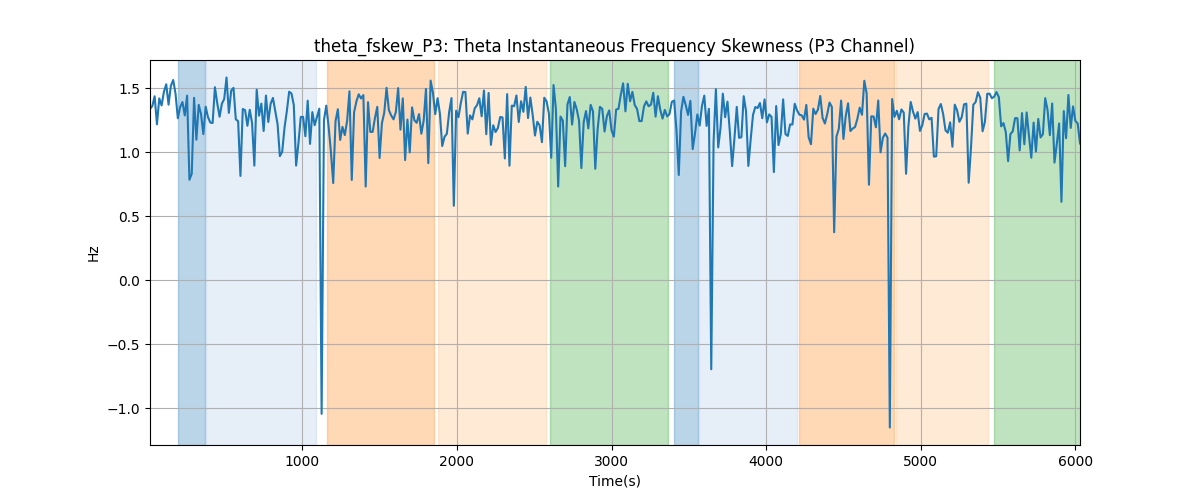 theta_fskew_P3: Theta Instantaneous Frequency Skewness (P3 Channel)
1.5
1.0
0.5
0.0
−0.5
−1.0
Hz
1000 2000 3000 4000 5000 6000
Time(s)